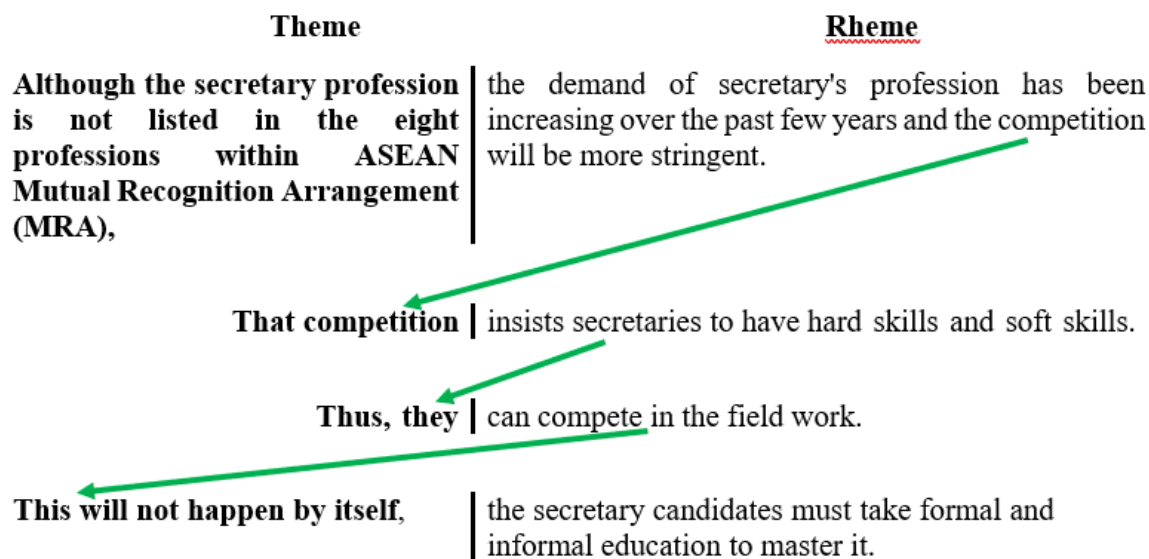 Theme Rheme
Although the secretary profession
is not listed in the eight
professions within ASEAN
Mutual Recognition Arrangement
(MRA),
the demand of secretary's profession has been
increasing over the past few years and the competition
will be more stringent.
That competition
insists secretaries to have hard skills and soft skills.
Thus, they
can compete in the field work.
This will not happen by itself,
the secretary candidates must take formal and
informal education to master it.